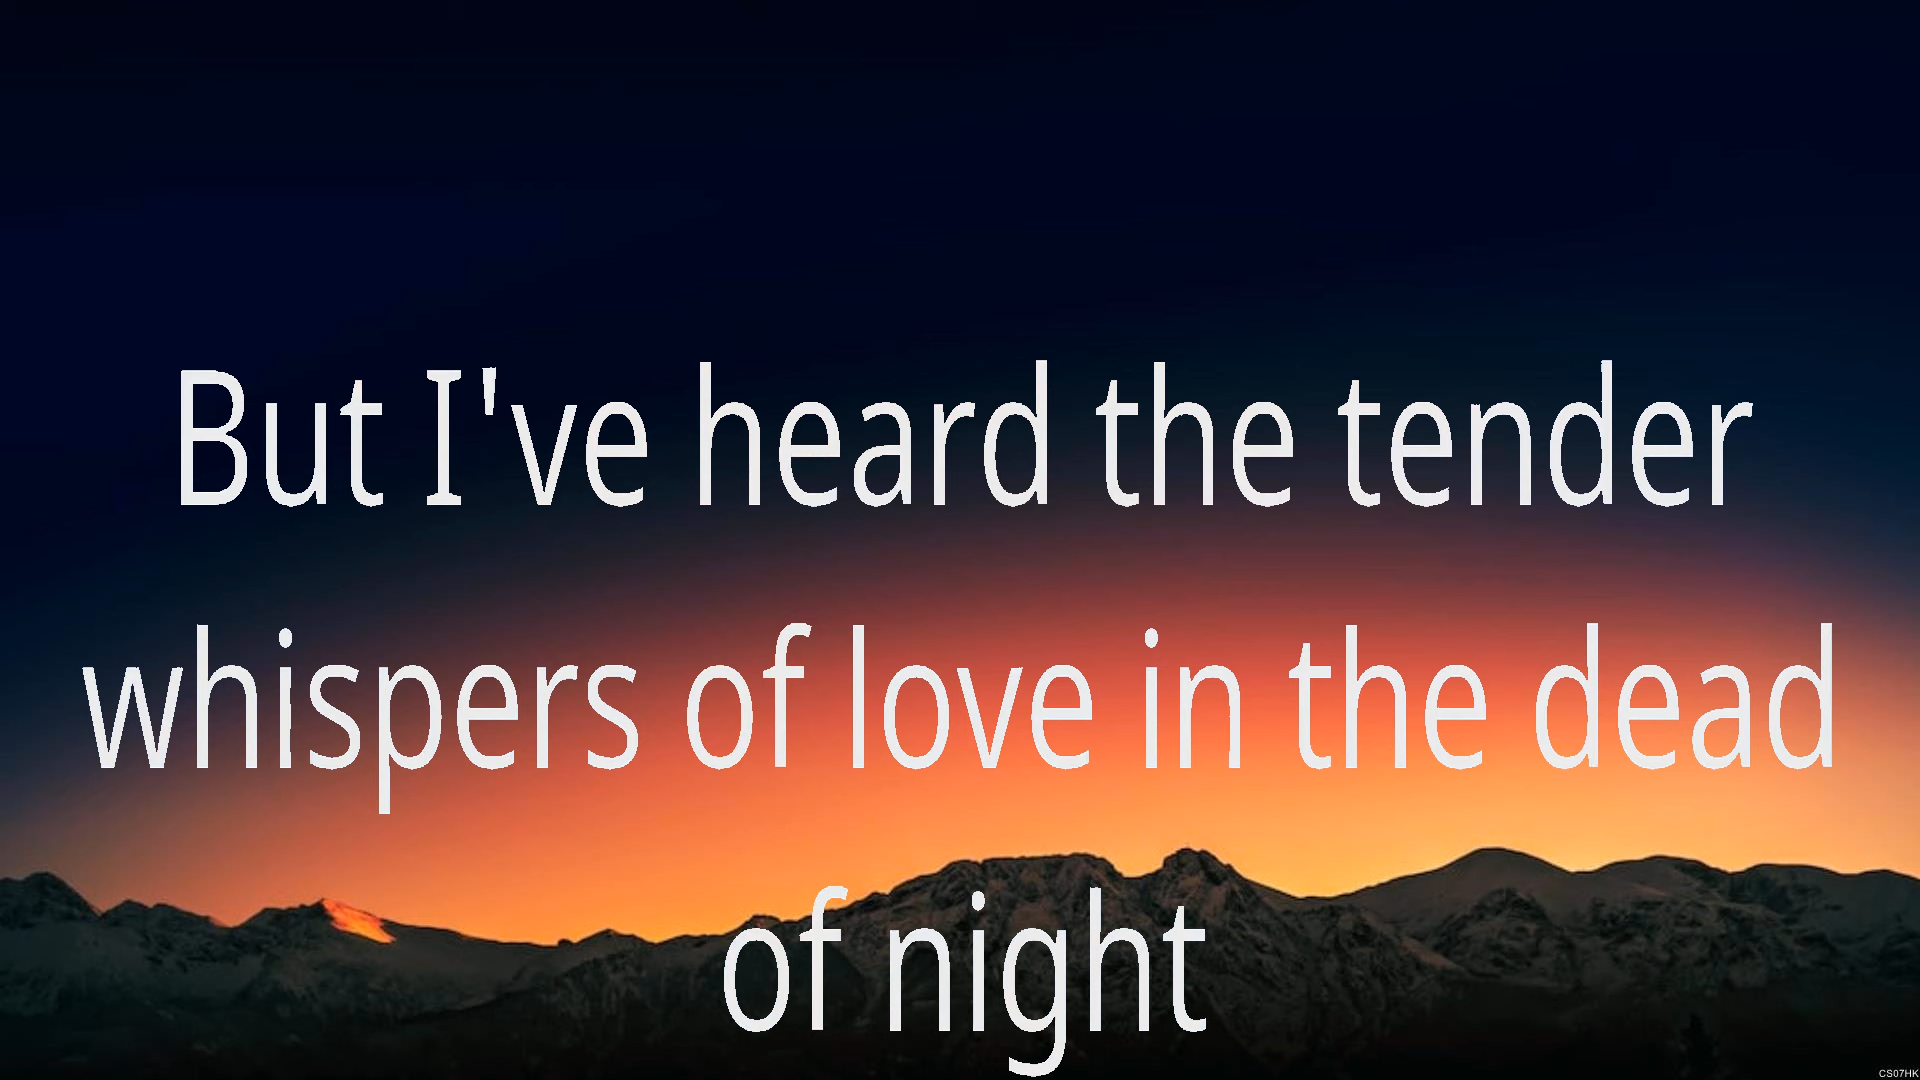 But I've heard the tender
whispers of love in the dead
of night
CS07HK